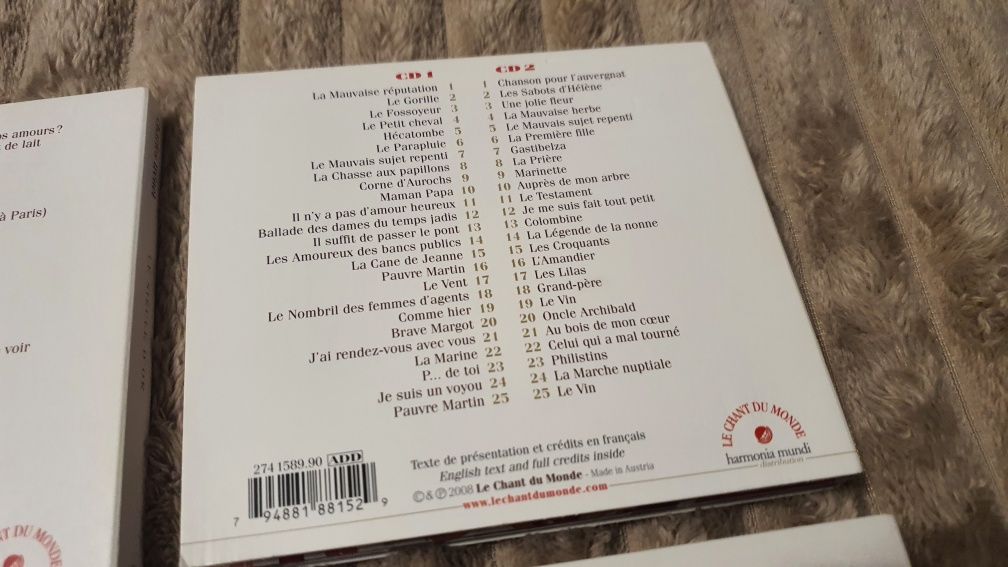 os amours ?
de lait
à Paris)
voir
CHANT DU MONDE
CD 1
La Mauvaise réputation 1
Le Gorille 2
Le Fossoyeur 3
Le Petit cheval 4
Hécatombe 5
Le Parapluie 6
Le Mauvais sujet repenti 7
La Chasse aux papillons 8
Corne d'Aurochs 9
Maman Papa 10
Il n'y a pas d'amour heureux 11
Ballade des dames du temps jadis 12
Il suffit de passer le pont 13
Les Amoureux des bancs publics 14
La Cane de Jeanne 15
Pauvre Martin 16
Le Vent 17
Le Nombril des femmes d'agents 18
Comme hier 19
Brave Margot 20
J'ai rendez-vous avec vous 21
La Marine 22
P... de toi 23
Je suis un voyou 24
Pauvre Martin 25
CD 2
1 Chanson pour l'auvergnat
2 Les Sabots d'Hélène
3 Une jolie fleur
4 La Mauvaise herbe
5 Le Mauvais sujet repenti
6 La Première fille
7 Gastibelza
8 La Prière
9 Marinette
10 Auprès de mon arbre
11 Le Testament
12 Je me suis fait tout petit
13 Colombine
14 La Légende de la nonne
15 Les Croquants
16 L'Amandier
17 Les Lilas
18 Grand-père
19 Le Vin
20 Oncle Archibald
21 Au bois de mon cœur
22 Celui qui a mal tourné
23 Philistins
24 La Marche nuptiale
25 Le Vin
274 1589.90 ADD
7 94881 88152 9
Texte de présentation et crédits en français
English text and full credits inside
©&℗ 2008 Le Chant du Monde - Made in Austria
www.lechantdumonde.com
LE CHANT DU MONDE
harmonia mundi
distribution